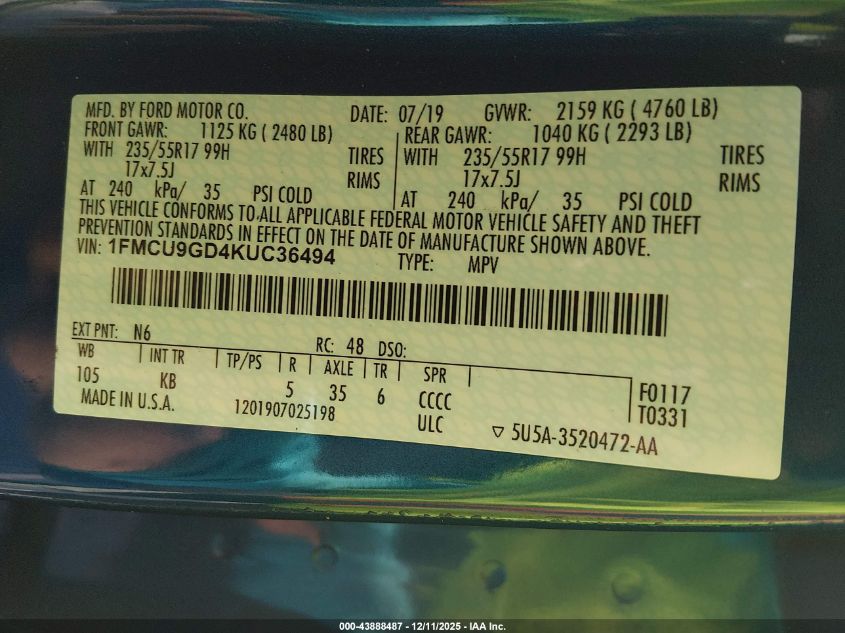 MFD. BY FORD MOTOR CO. DATE: 07/19 GVWR: 2159 KG ( 4760 LB)
FRONT GAWR: 1125 KG ( 2480 LB) REAR GAWR: 1040 KG ( 2293 LB)
WITH 235/55R17 99H TIRES WITH 235/55R17 99H TIRES
17x7.5J RIMS 17x7.5J RIMS
AT 240 kPa/ 35 PSI COLD AT 240 kPa/ 35 PSI COLD
THIS VEHICLE CONFORMS TO ALL APPLICABLE FEDERAL MOTOR VEHICLE SAFETY AND THEFT
PREVENTION STANDARDS IN EFFECT ON THE DATE OF MANUFACTURE SHOWN ABOVE.
VIN: 1FMCU9GD4KUC36494 TYPE: MPV
EXT PNT: N6 RC: 48 DSO:
WB INT TR TP/PS R AXLE TR SPR
105 KB 5 35 6 CCCC F0117
MADE IN U.S.A. 1201907025198 ULC T0331
5U5A-3520472-AA
000-43888487 - 12/11/2025 - IAA Inc.